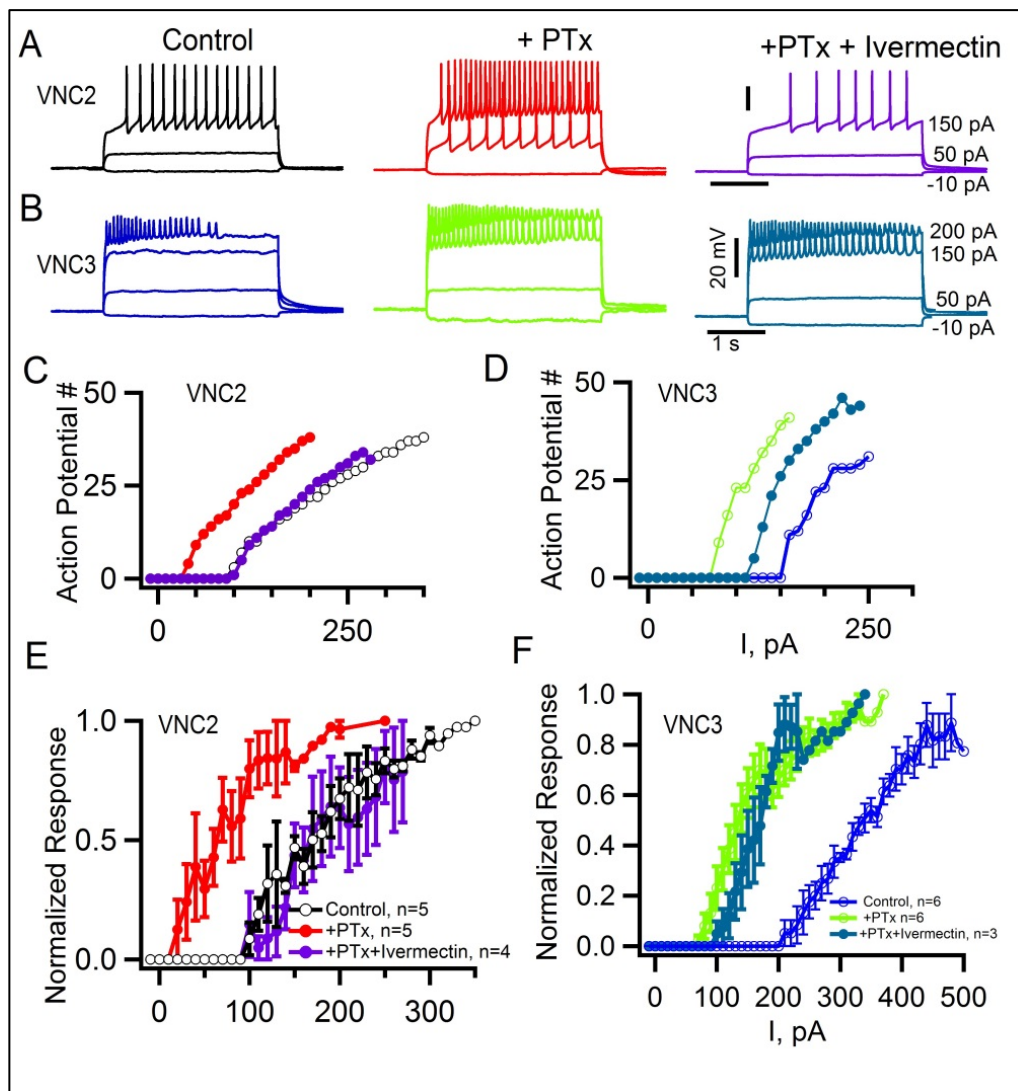 A
Control
+ PTx
+PTx + Ivermectin
VNC2
150 pA
50 pA
-10 pA
B
VNC3
200 pA
150 pA
20 mV
50 pA
-10 pA
1 s
C
VNC2
D
VNC3
50
25
0
Action Potential #
0
250
50
25
0
Action Potential #
0
250
I, pA
E
VNC2
1.0
0.5
0.0
Normalized Response
Control, n=5
+PTx, n=5
+PTx+Ivermectin, n=4
0
100
200
300
F
VNC3
1.0
0.8
0.6
0.4
0.2
0.0
Normalized Response
Control, n=6
+PTx n=6
+PTx+Ivermectin, n=3
0
100
200
300
400
500
I, pA